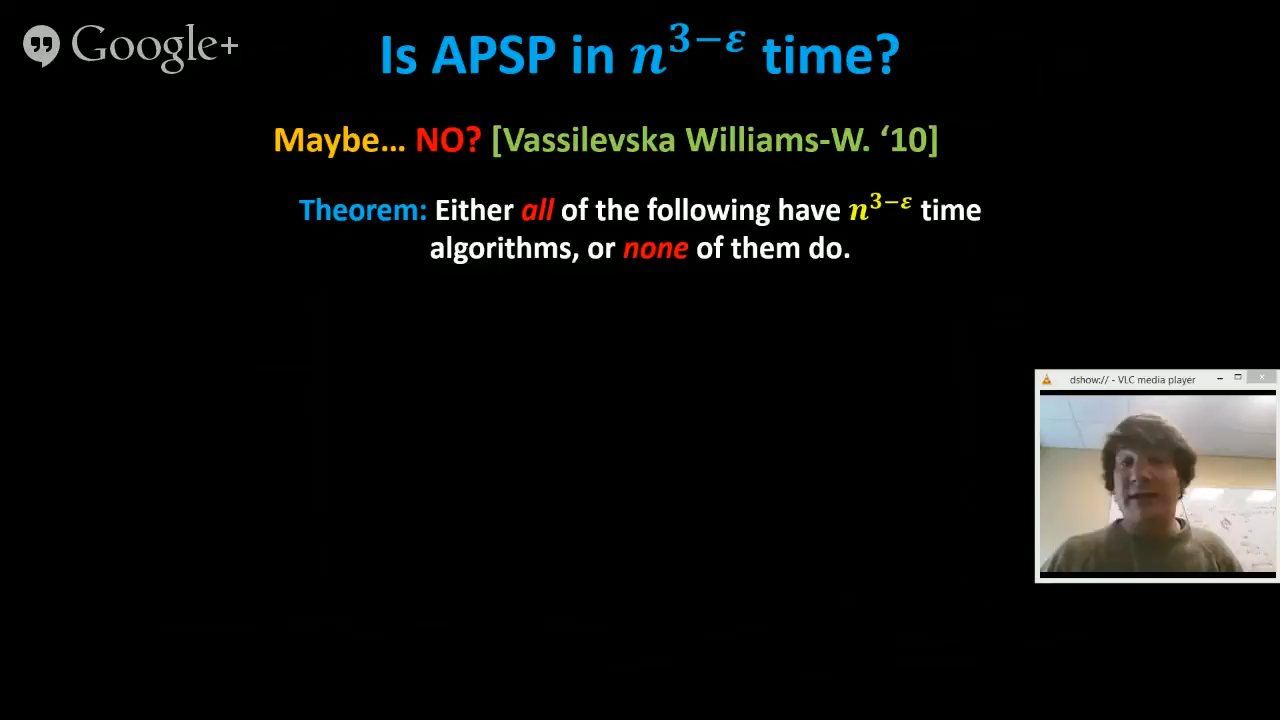 Google+
Is APSP in n^{3−ε} time?
Maybe... NO? [Vassilevska Williams-W. ‘10]
Theorem: Either all of the following have n^{3−ε} time
algorithms, or none of them do.
dshow:// - VLC media player